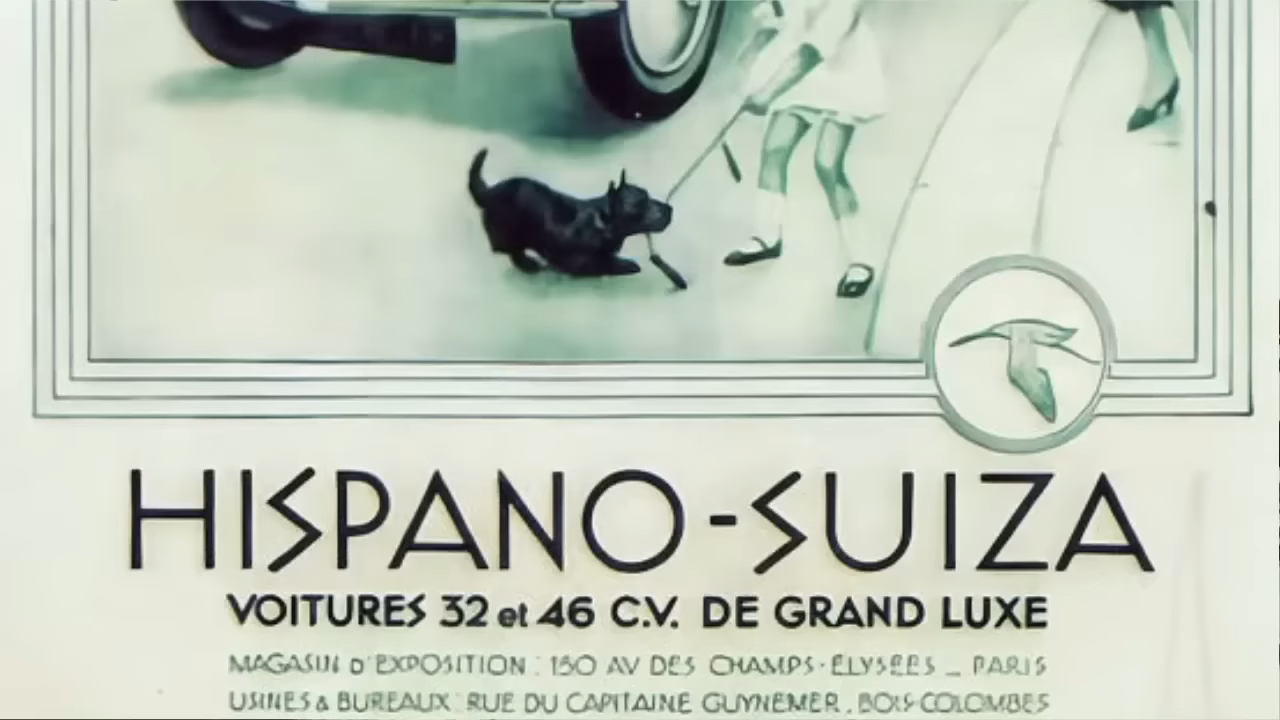 HISPANO-SUIZA
VOITURES 32 et 46 C.V. DE GRAND LUXE
MAGASIN D'EXPOSITION : 150 AV DES CHAMPS-ELYSEES _ PARIS
USINES & BUREAUX : RUE DU CAPITAINE GUYNEMER . BOIS-COLOMBES